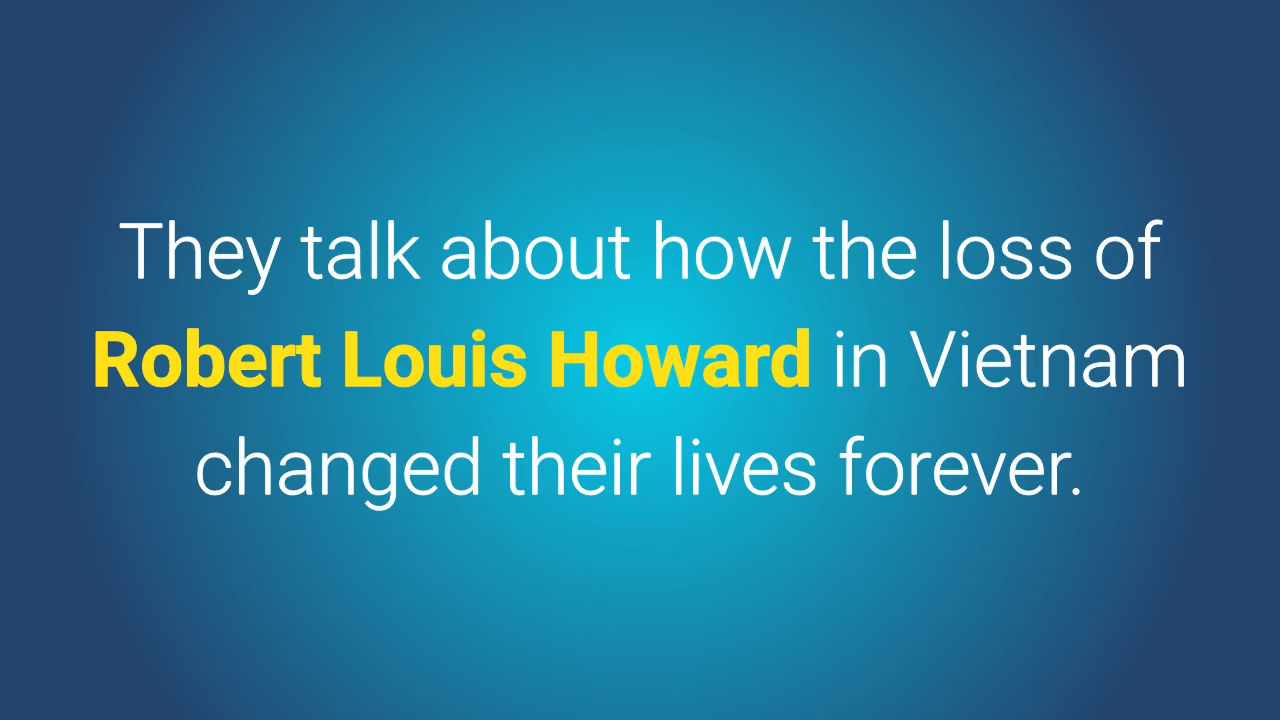 They talk about how the loss of
Robert Louis Howard in Vietnam
changed their lives forever.